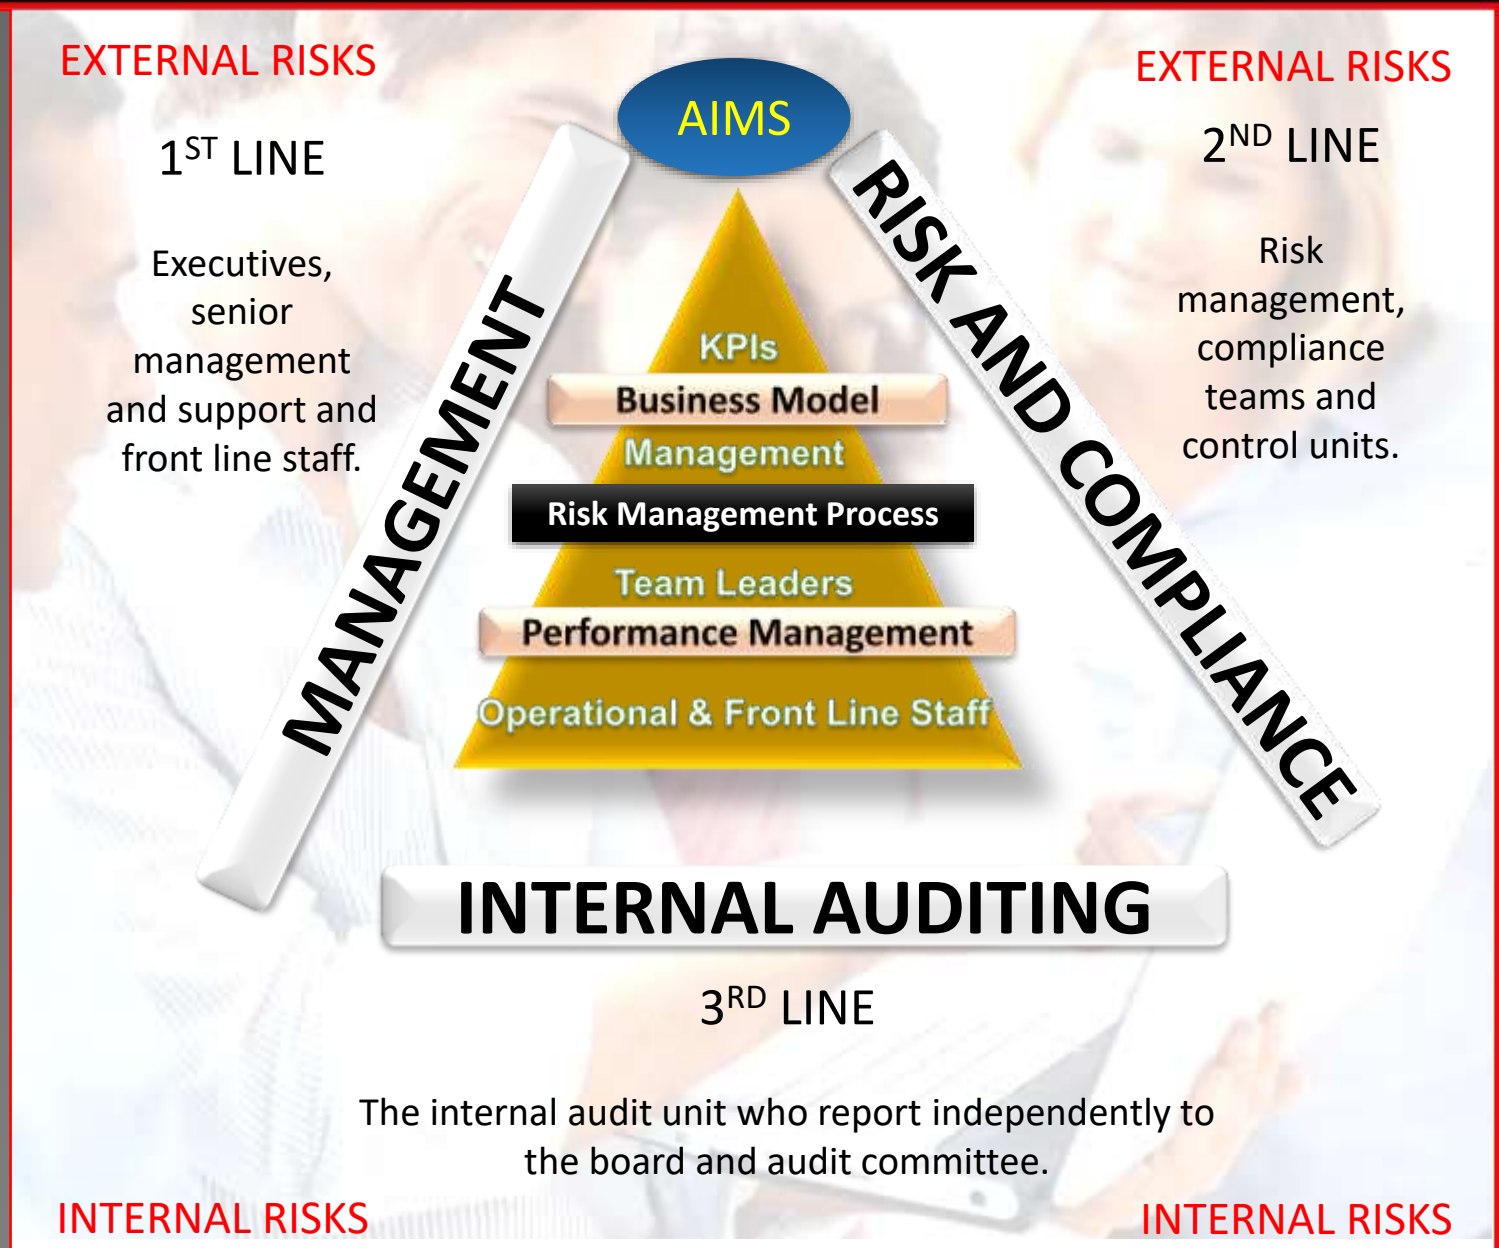 EXTERNAL RISKS
EXTERNAL RISKS
AIMS
1ST LINE
2ND LINE
Executives,
senior
management
and support and
front line staff.
Risk
management,
compliance
teams and
control units.
MANAGEMENT
RISK AND COMPLIANCE
KPIs
Business Model
Management
Risk Management Process
Team Leaders
Performance Management
Operational & Front Line Staff
INTERNAL AUDITING
3RD LINE
The internal audit unit who report independently to
the board and audit committee.
INTERNAL RISKS
INTERNAL RISKS